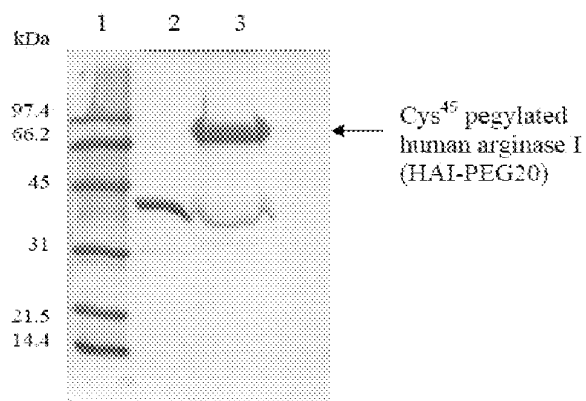 1 2 3
kDa
97.4
66.2
45
31
21.5
14.4
Cys⁴⁵ pegylated
human arginase I
(HAI-PEG20)